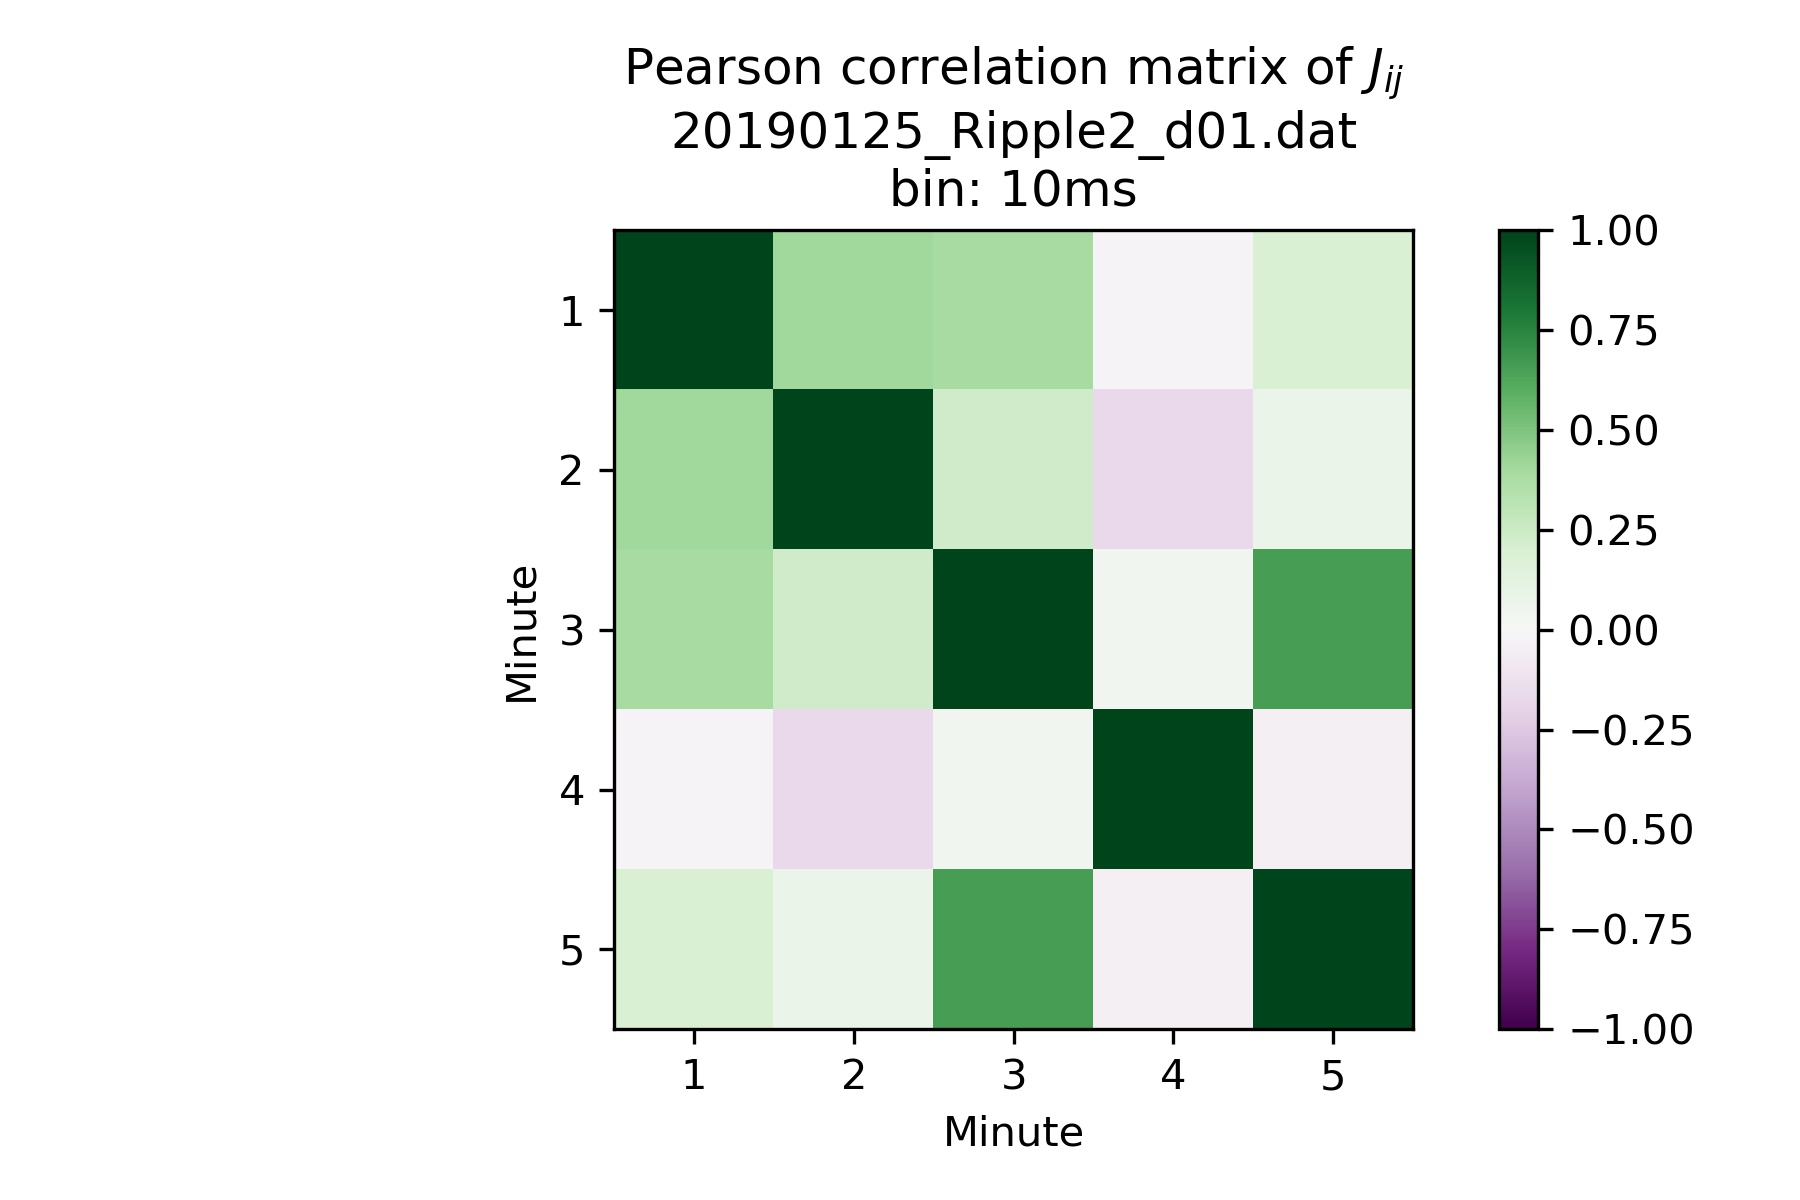 Pearson correlation matrix of J_ij
20190125_Ripple2_d01.dat
bin: 10ms
1.00
0.75
0.50
0.25
0.00
−0.25
−0.50
−0.75
−1.00
Minute
1
2
3
4
5
1 2 3 4 5
Minute